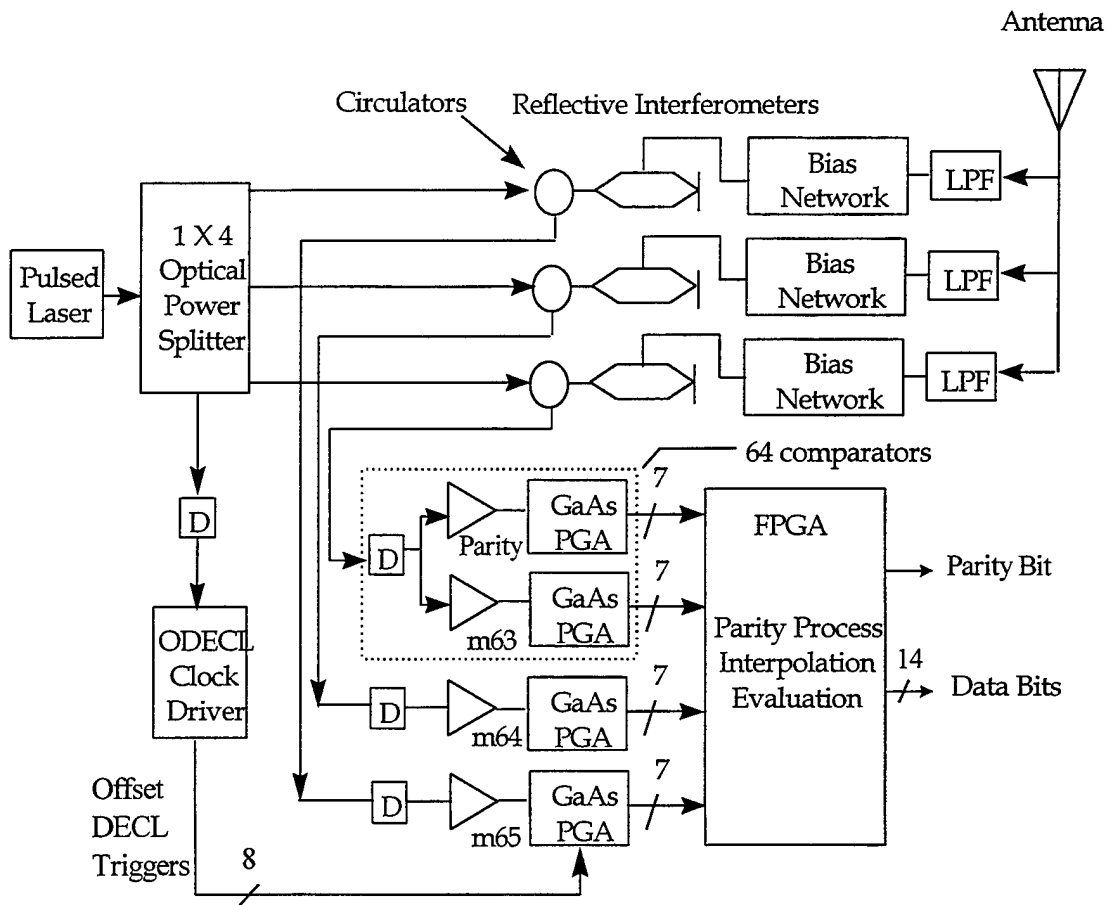 Antenna
Circulators
Reflective Interferometers
Bias
Network
LPF
1 X 4
Optical
Power
Splitter
Pulsed
Laser
Bias
Network
LPF
Bias
Network
LPF
64 comparators
D
Parity
GaAs
PGA
7
D
m63
GaAs
PGA
7
FPGA
Parity Process
Interpolation
Evaluation
Parity Bit
14
Data Bits
ODECL
Clock
Driver
D
m64
GaAs
PGA
7
D
m65
GaAs
PGA
7
Offset
DECL
Triggers
8